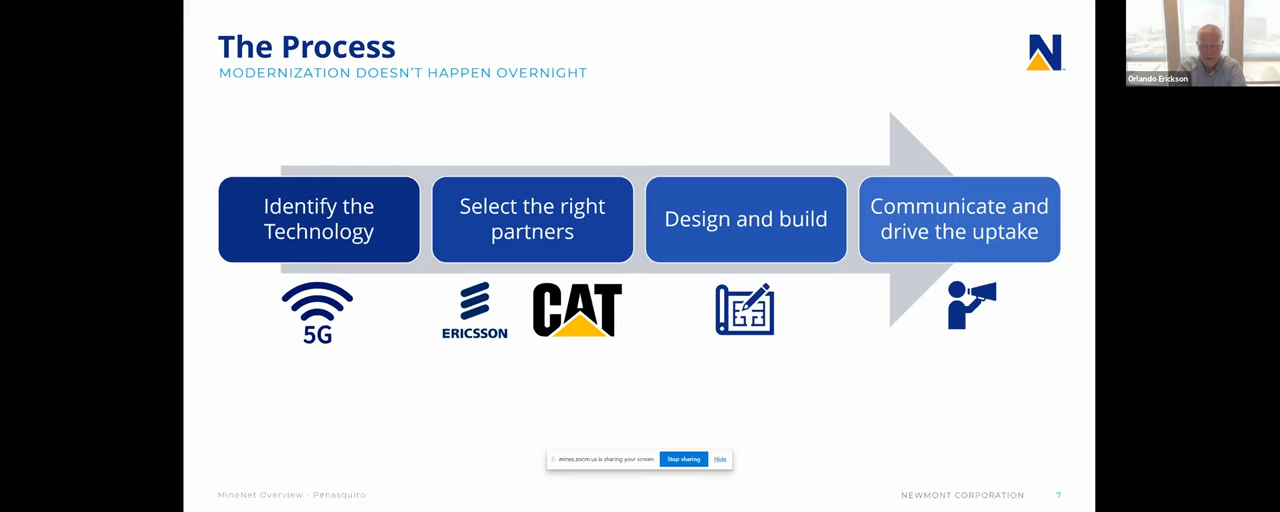 The Process
MODERNIZATION DOESN'T HAPPEN OVERNIGHT
Orlando Erickson
Identify the
Technology
Select the right
partners
Design and build
Communicate and
drive the uptake
5G
ERICSSON
CAT
mines.zoom.us is sharing your screen.
Stop sharing
Hide
MineNet Overview - Penasquito
NEWMONT CORPORATION
7